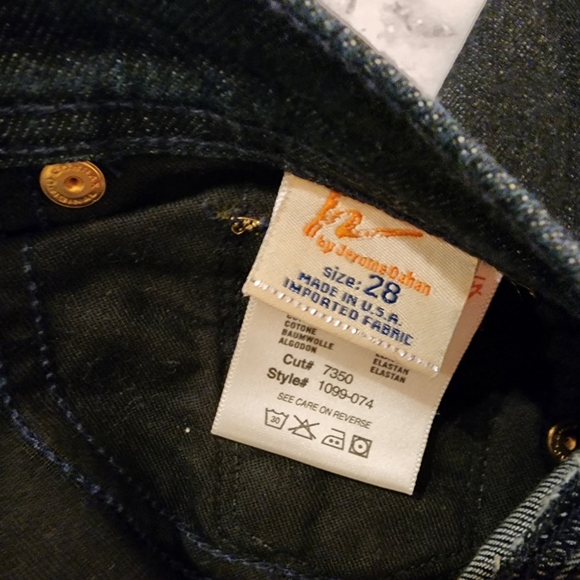 by Jerome Dahan
size: 28
MADE IN U.S.A.
IMPORTED FABRIC
COTONE
BAUMWOLLE
ALGODON
ELASTAN
ELASTAN
Cut# 7350
Style# 1099-074
SEE CARE ON REVERSE
30